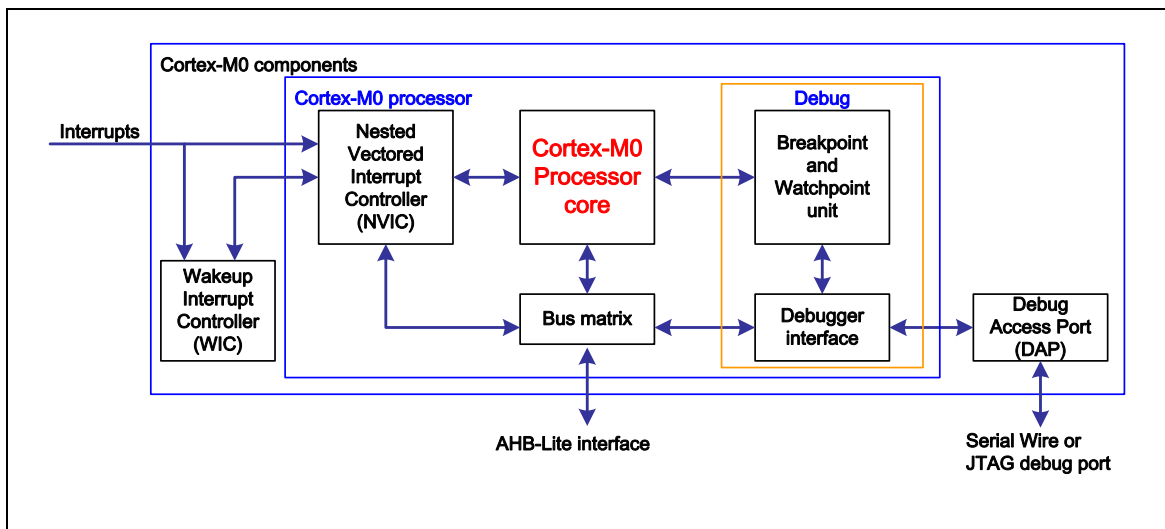 Cortex-M0 components
Cortex-M0 processor
Debug
Interrupts
Nested
Vectored
Interrupt
Controller
(NVIC)
Cortex-M0
Processor
core
Breakpoint
and
Watchpoint
unit
Wakeup
Interrupt
Controller
(WIC)
Bus matrix
Debugger
interface
Debug
Access Port
(DAP)
AHB-Lite interface
Serial Wire or
JTAG debug port